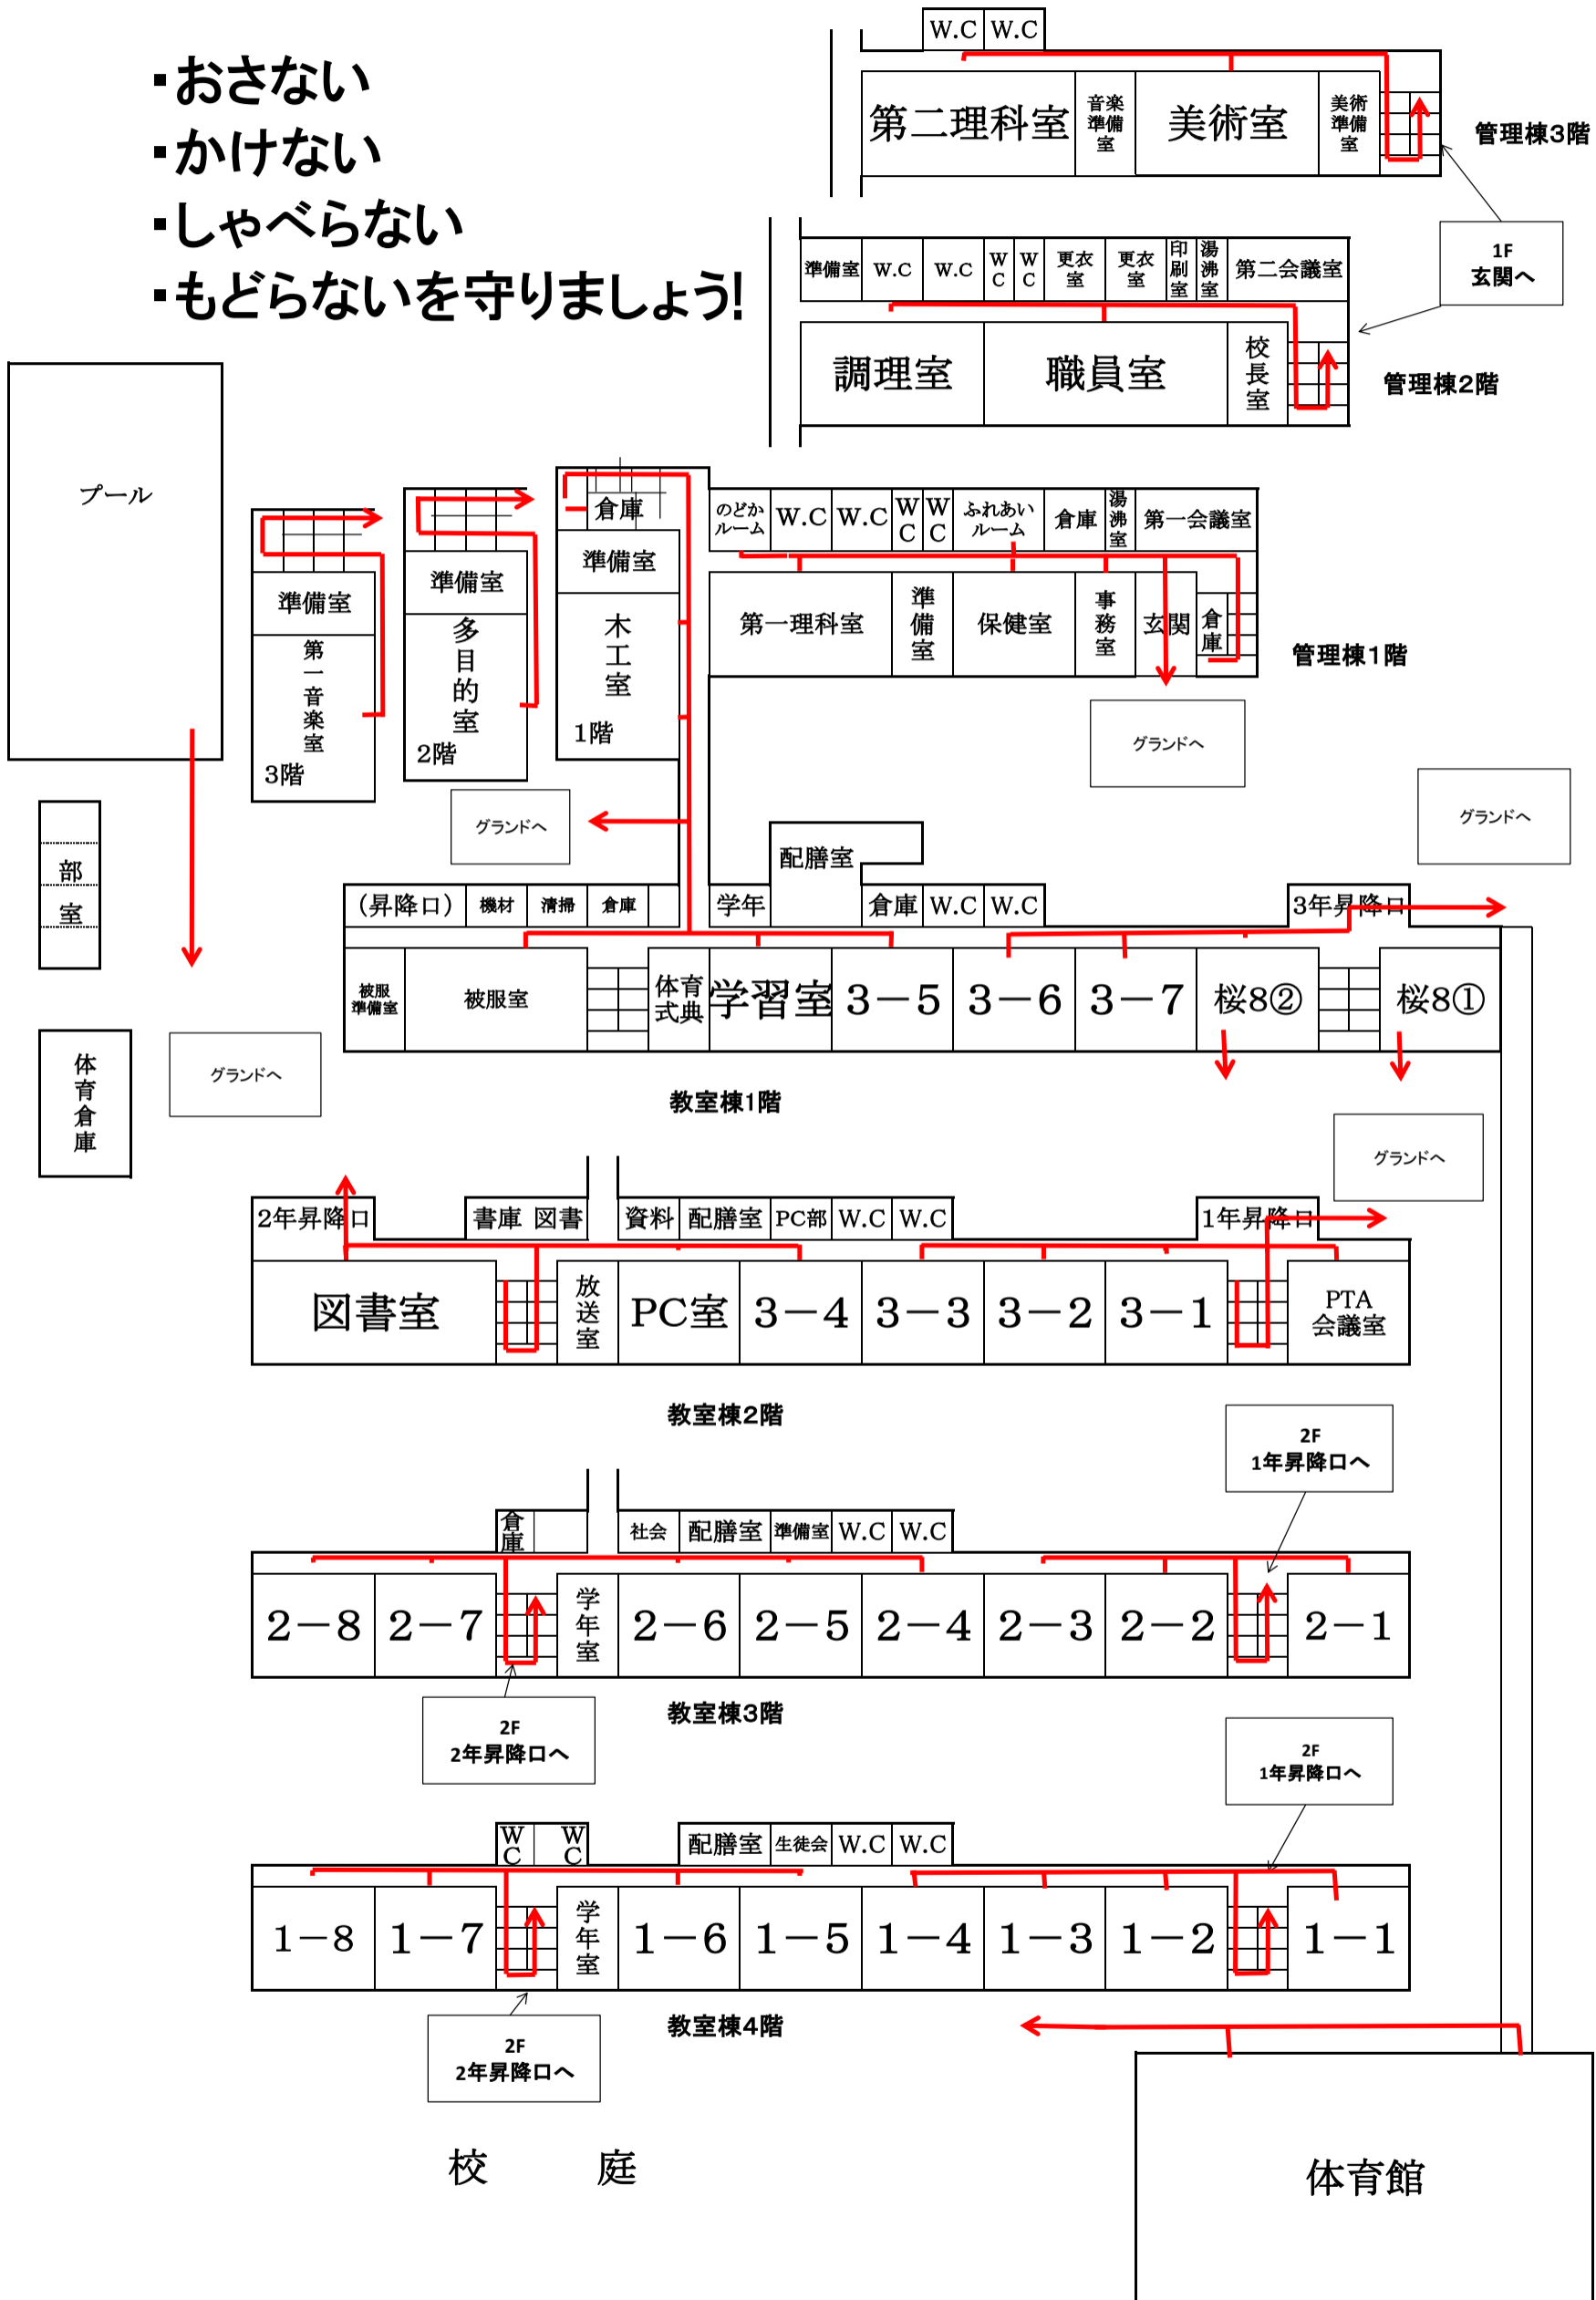 ・おさない
・かけない
・しゃべらない
・もどらないを守りましょう!
W.C W.C
第二理科室 音楽準備室 美術室 美術準備室
管理棟3階
1F
玄関へ
準備室 W.C W.C WC WC 更衣室 更衣室 印刷室 湯沸室 第二会議室
調理室 職員室 校長室
管理棟2階
プール
倉庫
のどかルーム W.C W.C WC WC ふれあいルーム 倉庫 湯沸室 第一会議室
準備室 準備室 準備室
第一理科室 準備室 保健室 事務室 玄関 倉庫
管理棟1階
第一音楽室
3階
多目的室
2階
木工室
1階
グランドへ
グランドへ
グランドへ
部室
配膳室
(昇降口) 機材 清掃 倉庫 学年 倉庫 W.C W.C 3年昇降口
被服準備室 被服室 体育式典 学習室 3-5 3-6 3-7 桜8② 桜8①
体育倉庫
グランドへ
教室棟1階
グランドへ
2年昇降口 書庫 図書 資料 配膳室 PC部 W.C W.C 1年昇降口
図書室 放送室 PC室 3-4 3-3 3-2 3-1 PTA会議室
教室棟2階
2F
1年昇降口へ
倉庫 社会 配膳室 準備室 W.C W.C
2-8 2-7 学年室 2-6 2-5 2-4 2-3 2-2 2-1
教室棟3階
2F
2年昇降口へ
2F
1年昇降口へ
WC WC 配膳室 生徒会 W.C W.C
1-8 1-7 学年室 1-6 1-5 1-4 1-3 1-2 1-1
教室棟4階
2F
2年昇降口へ
校 庭
体育館